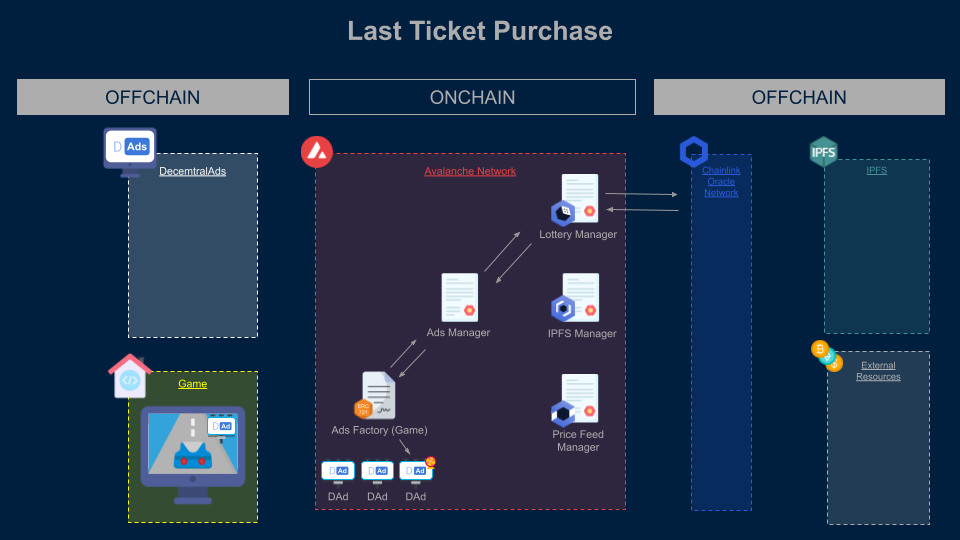 Last Ticket Purchase
OFFCHAIN
ONCHAIN
OFFCHAIN
D Ads
DecemtralAds
Avalanche Network
Chainlink
Oracle
Network
IPFS
IPFS
Lottery Manager
Ads Manager
IPFS Manager
Game
D Ad
External
Resources
ERC
721
Ads Factory (Game)
Price Feed
Manager
D Ad
D Ad
D Ad
DAd
DAd
DAd